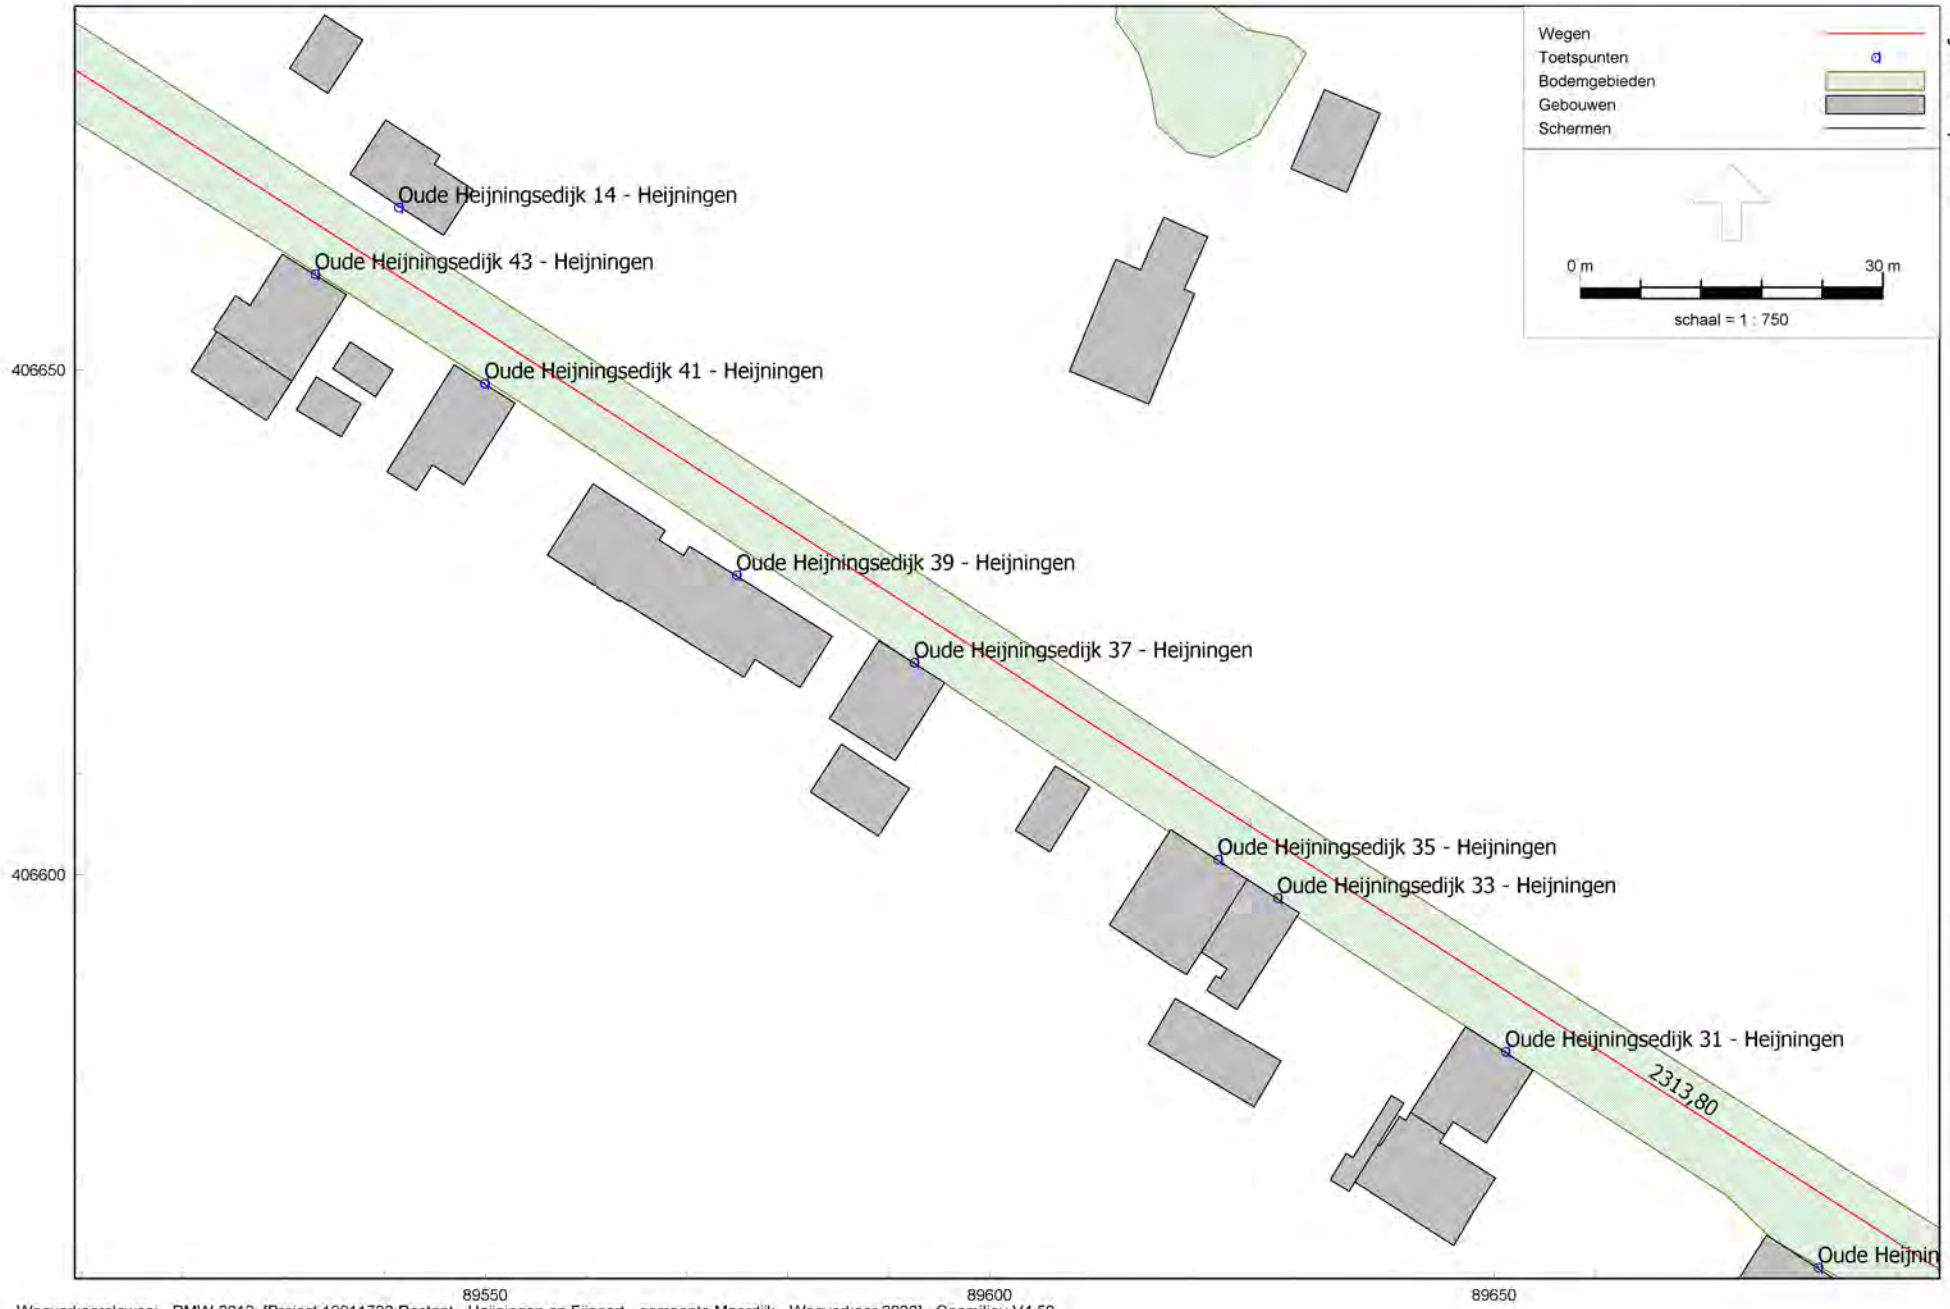 Wegen
Toetspunten
Bodemgebieden
Gebouwen
Schermen
0 m 30 m
schaal = 1 : 750
Oude Heijningsedijk 14 - Heijningen
Oude Heijningsedijk 43 - Heijningen
Oude Heijningsedijk 41 - Heijningen
406650
Oude Heijningsedijk 39 - Heijningen
Oude Heijningsedijk 37 - Heijningen
Oude Heijningsedijk 35 - Heijningen
406600
Oude Heijningsedijk 33 - Heijningen
Oude Heijningsedijk 31 - Heijningen
2313,80
Oude Heijnin
89550 89600 89650